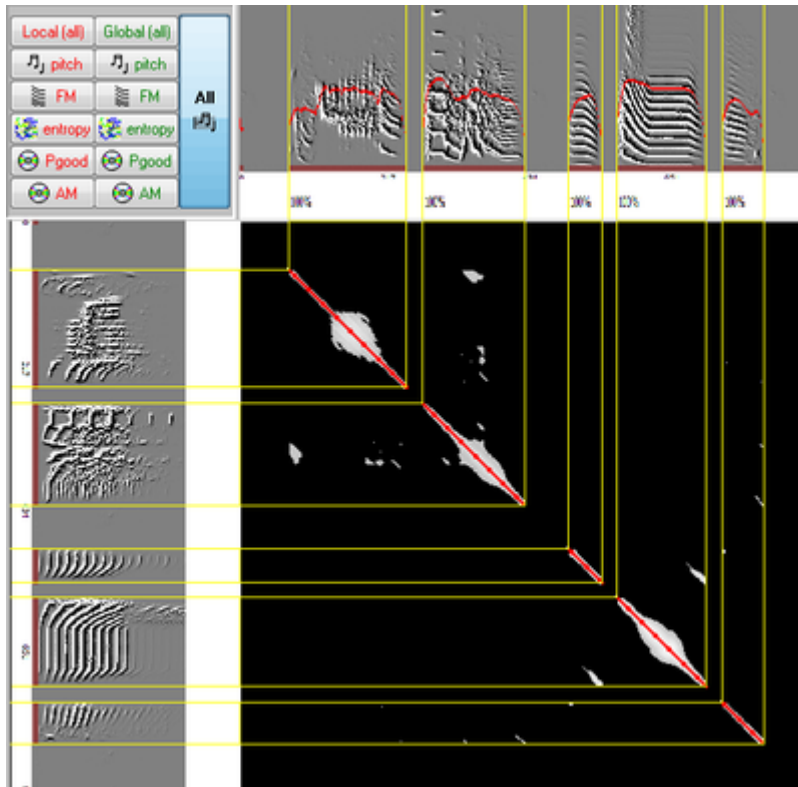 Local (all) Global (all)
pitch pitch
FM FM
All
entropy entropy
Pgood Pgood
AM AM
100% 100% 100% 100% 100%